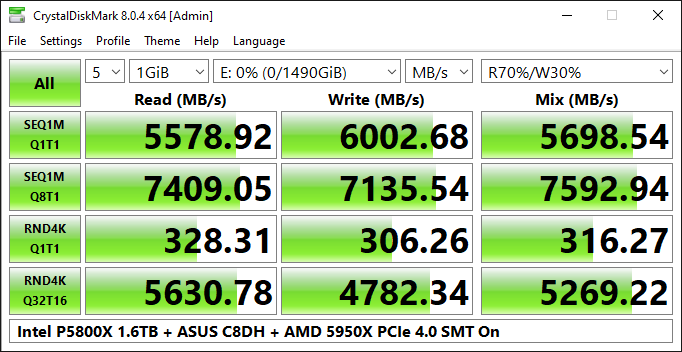 CrystalDiskMark 8.0.4 x64 [Admin]
File Settings Profile Theme Help Language
All 5 1GiB E: 0% (0/1490GiB) MB/s R70%/W30%
Read (MB/s) Write (MB/s) Mix (MB/s)
SEQ1M
Q1T1 5578.92 6002.68 5698.54
SEQ1M
Q8T1 7409.05 7135.54 7592.94
RND4K
Q1T1 328.31 306.26 316.27
RND4K
Q32T16 5630.78 4782.34 5269.22
Intel P5800X 1.6TB + ASUS C8DH + AMD 5950X PCIe 4.0 SMT On